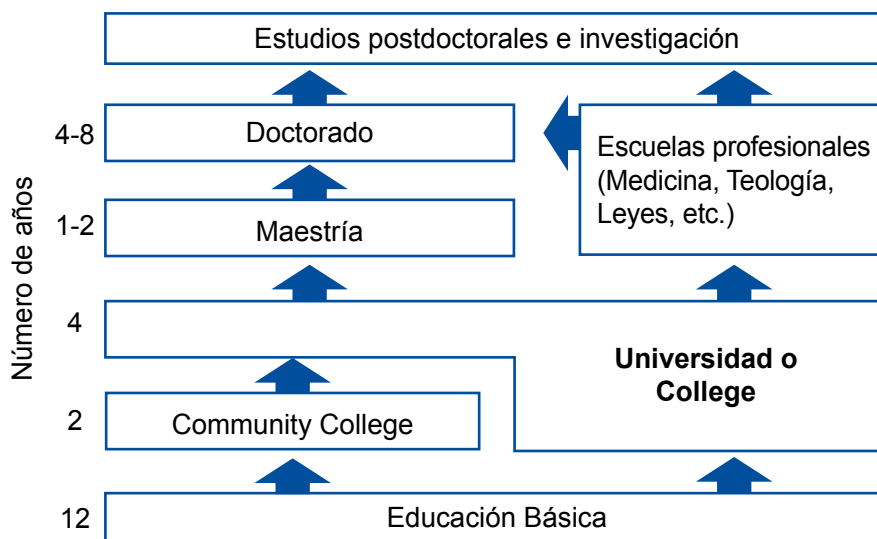 Estudios postdoctorales e investigación
4-8
Doctorado
Escuelas profesionales
(Medicina, Teología,
Leyes, etc.)
1-2
Maestría
Número de años
4
Universidad o
College
2
Community College
12
Educación Básica